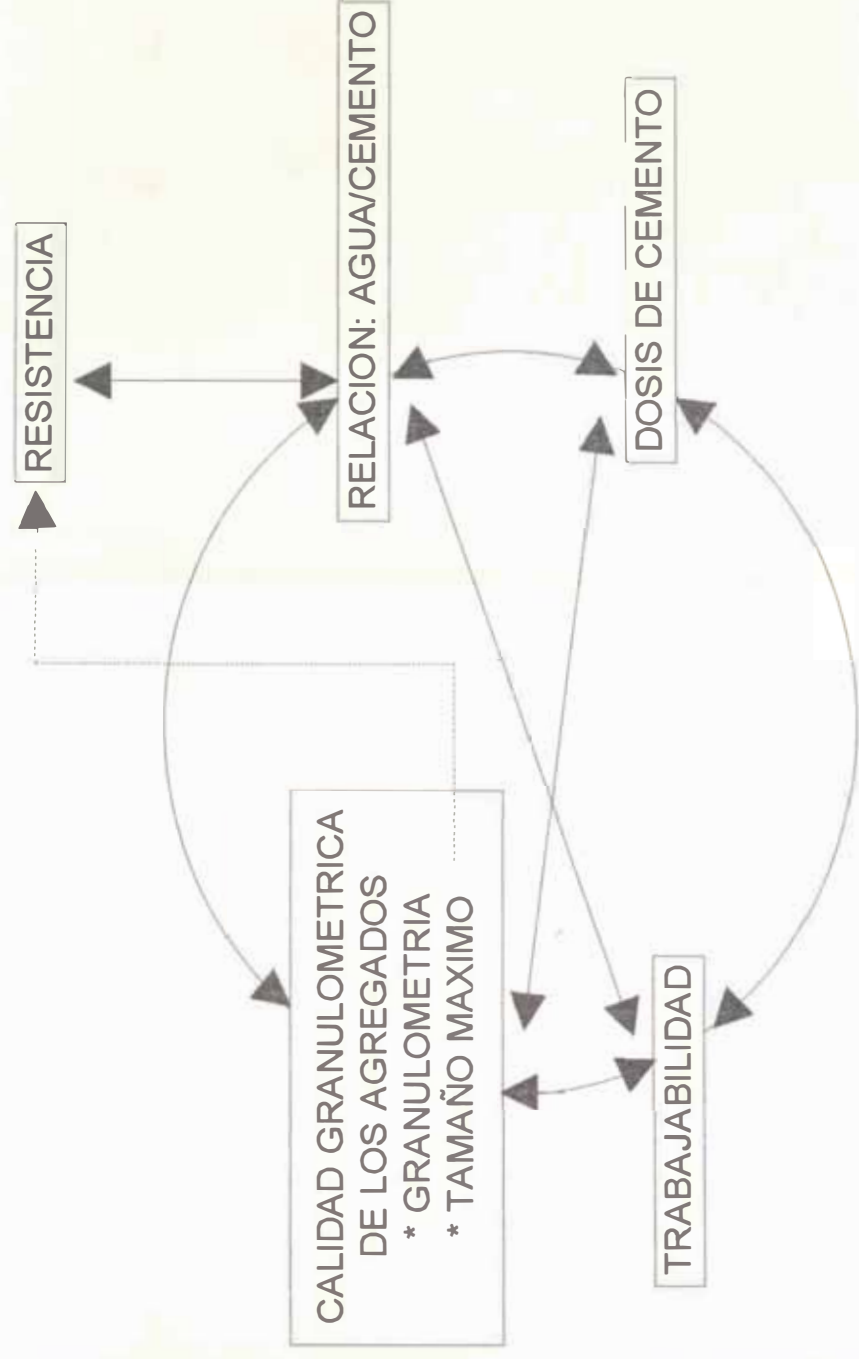 RESISTENCIA
RELACION: AGUA/CEMENTO
CALIDAD GRANULOMETRICA
DE LOS AGREGADOS
* GRANULOMETRIA
* TAMAÑO MAXIMO
DOSIS DE CEMENTO
TRABAJABILIDAD